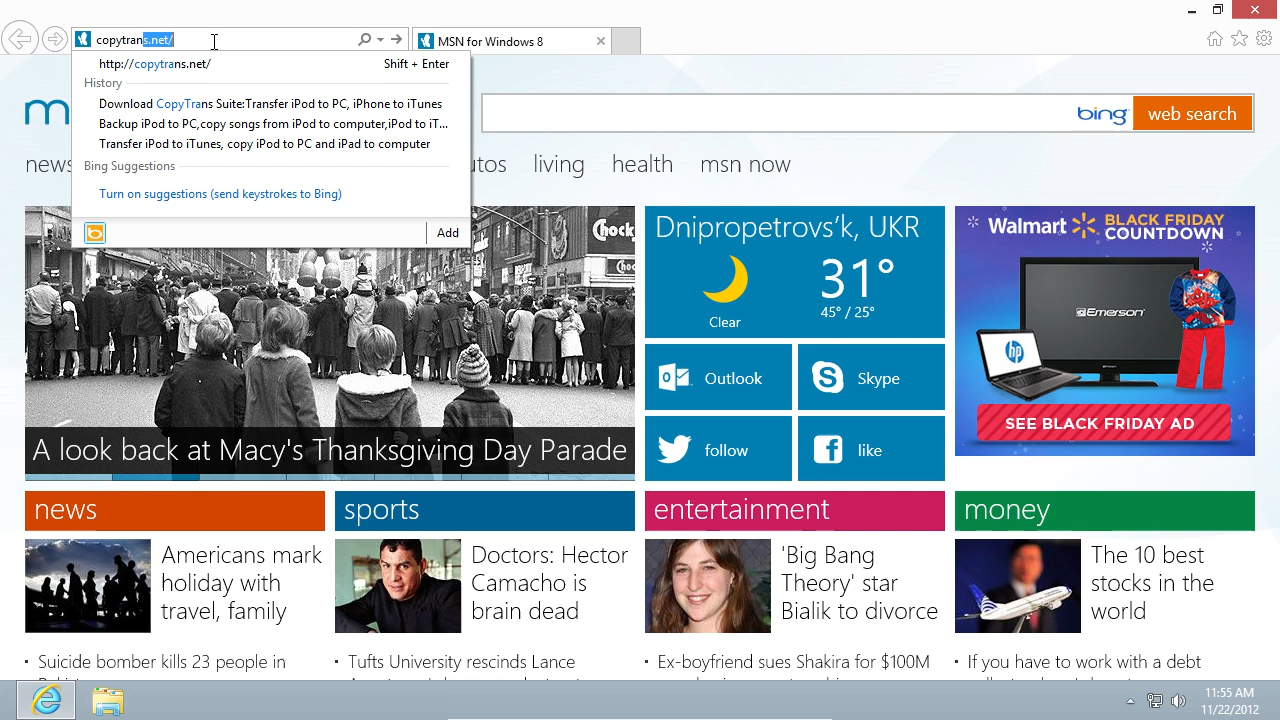 copytrans.net/
MSN for Windows 8
http://copytrans.net/ Shift + Enter
History
Download CopyTrans Suite:Transfer iPod to PC, iPhone to iTunes
Backup iPod to PC,copy songs from iPod to computer,iPod to iT...
Transfer iPod to iTunes, copy iPod to PC and iPad to computer
Bing Suggestions
Turn on suggestions (send keystrokes to Bing)
Add
m
bing web search
news
living health msn now
Dnipropetrovs'k, UKR
31°
45° / 25°
Clear
Outlook
Skype
follow
like
Walmart BLACK FRIDAY COUNTDOWN
EMERSON
hp
SEE BLACK FRIDAY AD
A look back at Macy's Thanksgiving Day Parade
news
sports
entertainment
money
Americans mark
holiday with
travel, family
Doctors: Hector
Camacho is
brain dead
'Big Bang
Theory' star
Bialik to divorce
The 10 best
stocks in the
world
Suicide bomber kills 23 people in
Tufts University rescinds Lance
Ex-boyfriend sues Shakira for $100M
If you have to work with a debt
11:55 AM
11/22/2012